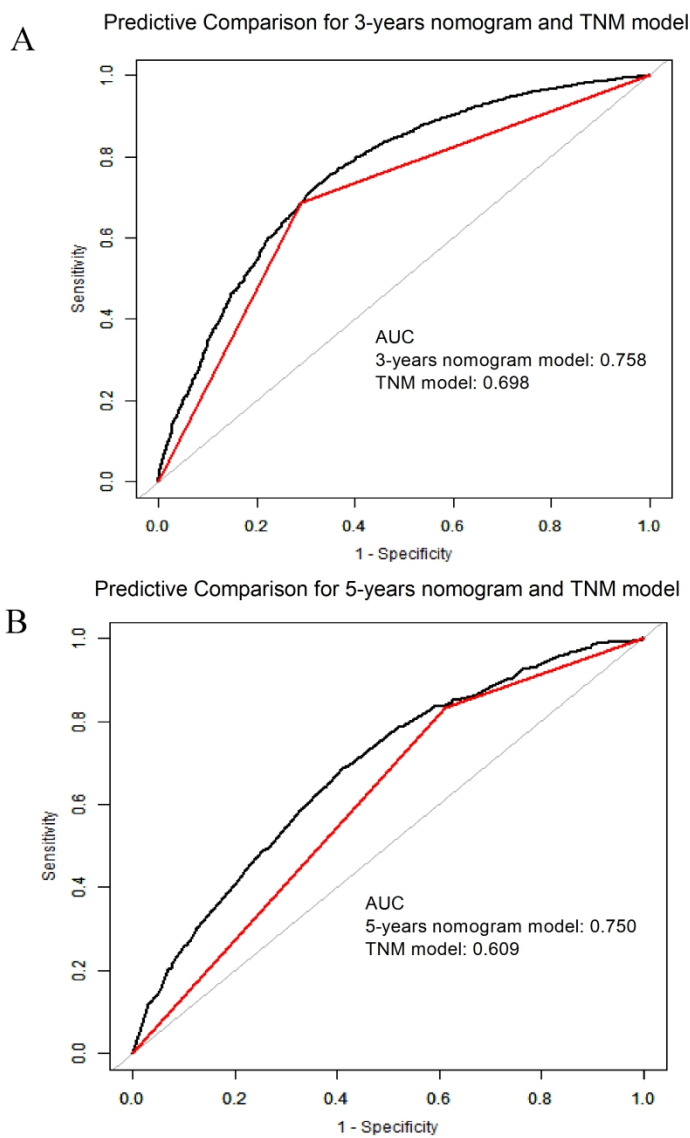 Predictive Comparison for 3-years nomogram and TNM model
A
1.0
0.8
0.6
0.4
0.2
0.0
Sensitivity
AUC
3-years nomogram model: 0.758
TNM model: 0.698
0.0 0.2 0.4 0.6 0.8 1.0
1 - Specificity
Predictive Comparison for 5-years nomogram and TNM model
B
1.0
0.8
0.6
0.4
0.2
0.0
Sensitivity
AUC
5-years nomogram model: 0.750
TNM model: 0.609
0.0 0.2 0.4 0.6 0.8 1.0
1 - Specificity